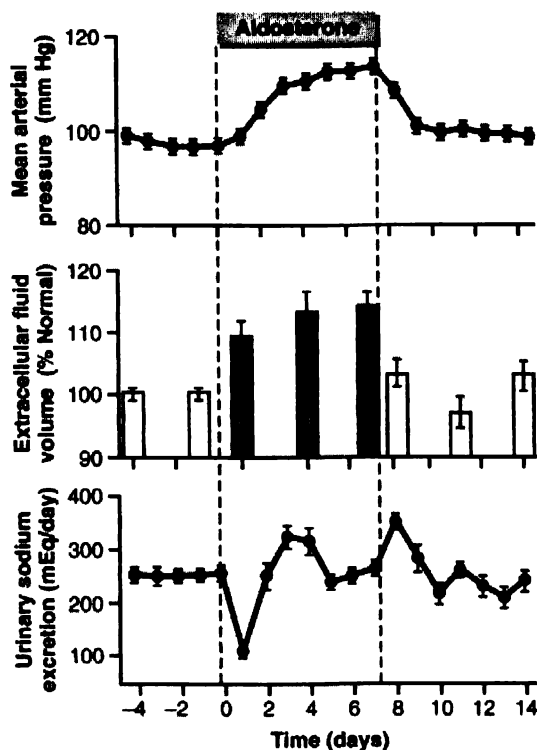 Aldosterone
Mean arterial
pressure (mm Hg)
120
100
80
Extracellular fluid
volume (% Normal)
120
110
100
90
Urinary sodium
excretion (mEq/day)
400
300
200
100
−4 −2 0 2 4 6 8 10 12 14
Time (days)